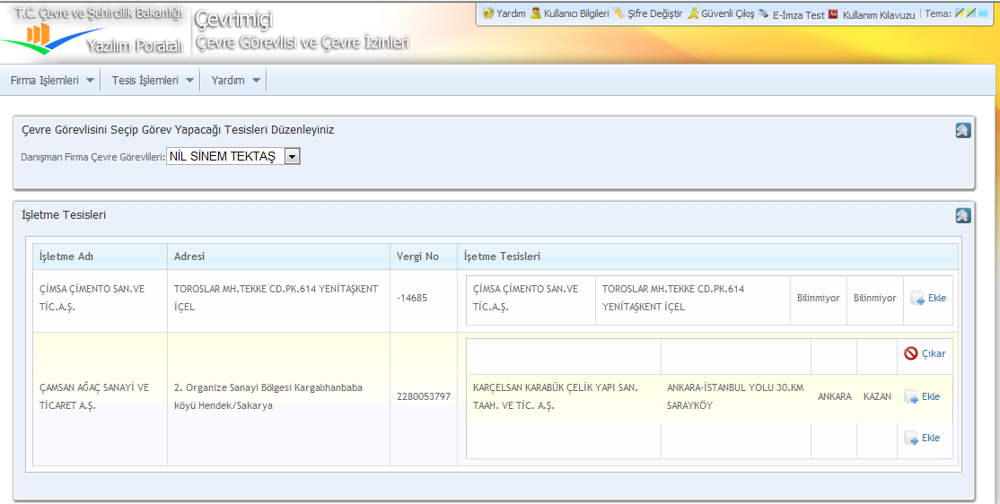 T.C. Çevre ve Şehircilik Bakanlığı
Yazılım Poratalı
Çevrimiçi
Çevre Görevlisi ve Çevre İzinleri
Yardım Kullanıcı Bilgileri Şifre Değiştir Güvenli Çıkış E-İmza Test Kullanım Kılavuzu Tema:
Firma İşlemleri Tesis İşlemleri Yardım
Çevre Görevlisini Seçip Görev Yapacağı Tesisleri Düzenleyiniz
Danışman Firma Çevre Görevlileri: NİL SİNEM TEKTAŞ
İşletme Tesisleri
İşletme Adı Adresi Vergi No İşetme Tesisleri
ÇİMSA ÇİMENTO SAN.VE
TİC.A.Ş.
TOROSLAR MH.TEKKE CD.PK.614 YENİTAŞKENT
İÇEL
-14685
ÇİMSA ÇİMENTO SAN.VE
TİC.A.Ş.
TOROSLAR MH.TEKKE CD.PK.614
YENİTAŞKENT İÇEL
Bilinmiyor Bilinmiyor Ekle
ÇAMSAN AĞAÇ SANAYİ VE
TİCARET A.Ş.
2. Organize Sanayi Bölgesi Kargalıhanbaba
köyü Hendek/Sakarya
2280053797
Çıkar
KARÇELSAN KARABÜK ÇELİK YAPI SAN.
TAAH. VE TİC. A.Ş.
ANKARA-İSTANBUL YOLU 30.KM
SARAYKÖY
ANKARA KAZAN Ekle
Ekle